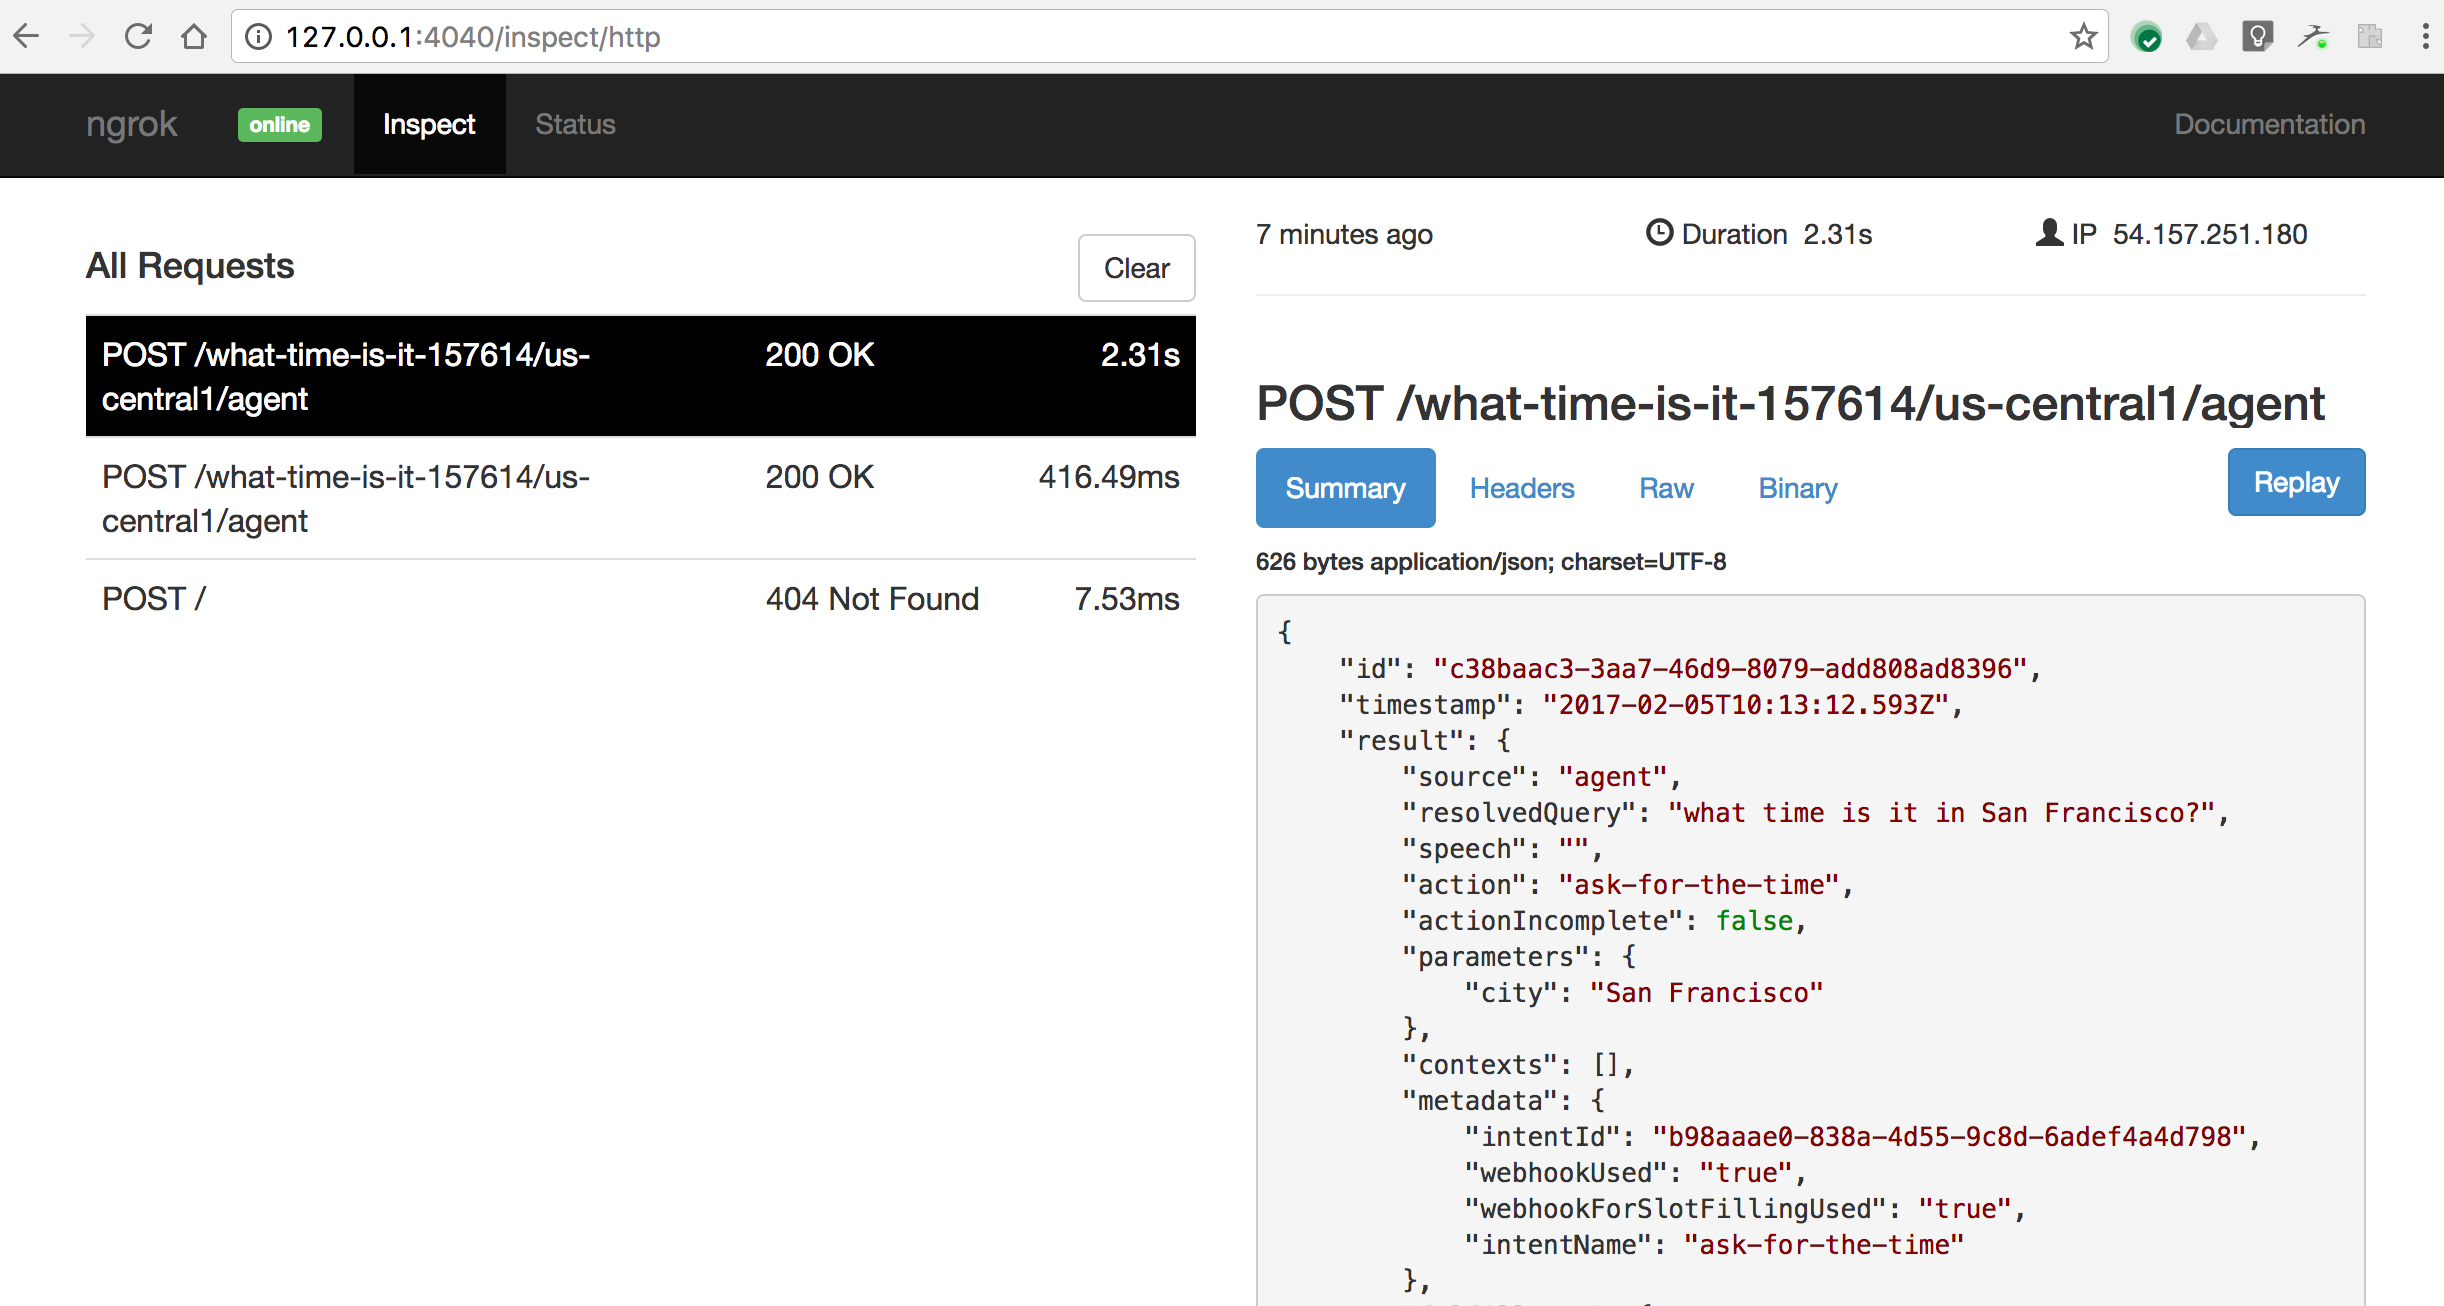 127.0.0.1:4040/inspect/http
ngrok online Inspect Status Documentation
All Requests
Clear
POST /what-time-is-it-157614/us-
central1/agent
200 OK
2.31s
POST /what-time-is-it-157614/us-
central1/agent
200 OK
416.49ms
POST /
404 Not Found
7.53ms
7 minutes ago
Duration 2.31s
IP 54.157.251.180
POST /what-time-is-it-157614/us-central1/agent
Summary Headers Raw Binary
Replay
626 bytes application/json; charset=UTF-8
{
"id": "c38baac3-3aa7-46d9-8079-add808ad8396",
"timestamp": "2017-02-05T10:13:12.593Z",
"result": {
"source": "agent",
"resolvedQuery": "what time is it in San Francisco?",
"speech": "",
"action": "ask-for-the-time",
"actionIncomplete": false,
"parameters": {
"city": "San Francisco"
},
"contexts": [],
"metadata": {
"intentId": "b98aaae0-838a-4d55-9c8d-6adef4a4d798",
"webhookUsed": "true",
"webhookForSlotFillingUsed": "true",
"intentName": "ask-for-the-time"
},